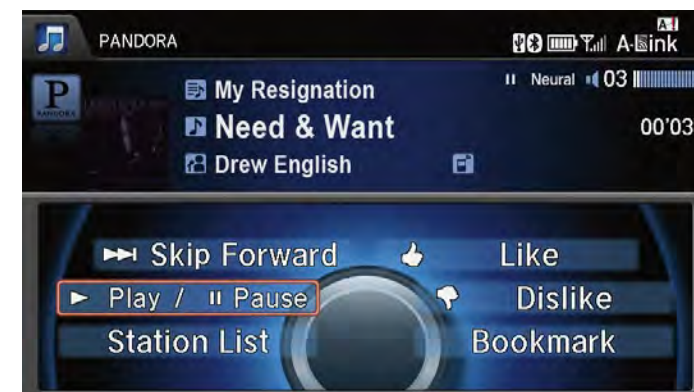 PANDORA
A-Link
P
PANDORA
My Resignation
Neural 03
Need & Want
00'03
Drew English
Skip Forward
Like
Play / Pause
Dislike
Station List
Bookmark